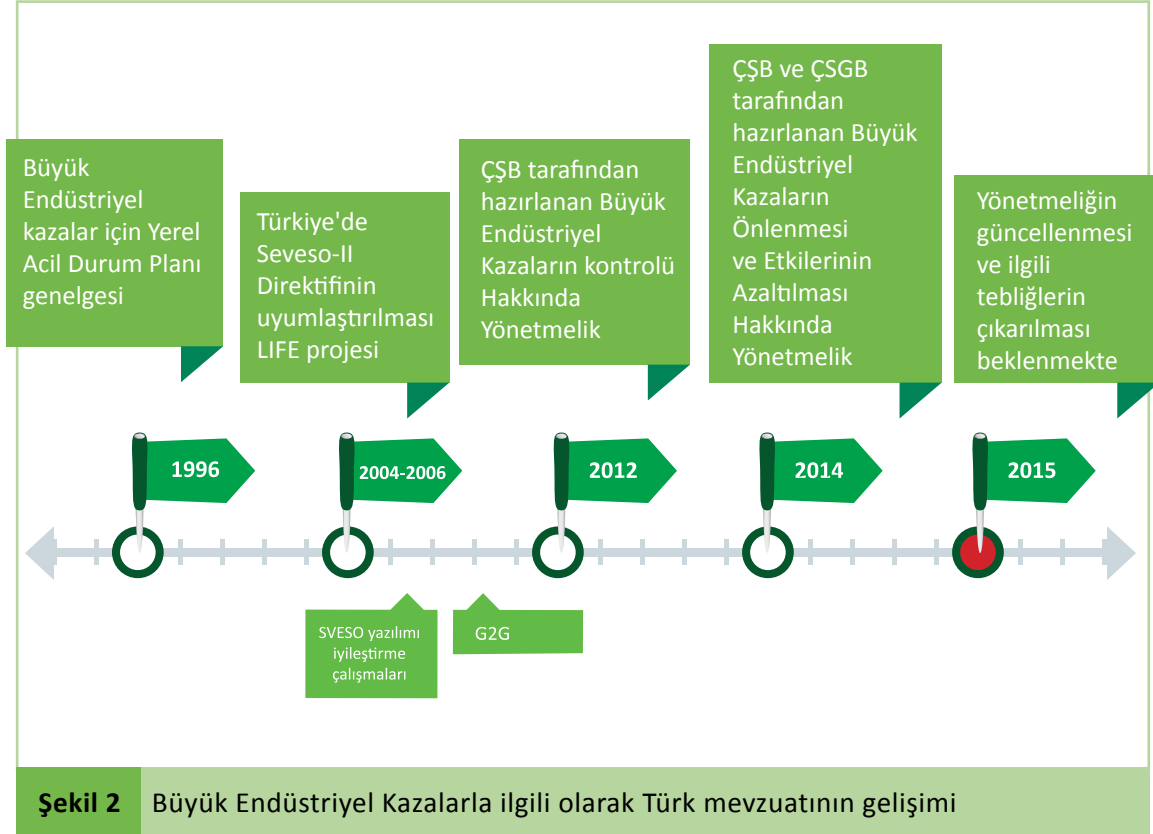 Büyük
Endüstriyel
kazalar için Yerel
Acil Durum Planı
genelgesi
Türkiye'de
Seveso-II
Direktifinin
uyumlaştırılması
LIFE projesi
ÇŞB tarafından
hazırlanan Büyük
Endüstriyel
Kazaların kontrolü
Hakkında
Yönetmelik
ÇŞB ve ÇSGB
tarafından
hazırlanan Büyük
Endüstriyel
Kazaların
Önlenmesi
ve Etkilerinin
Azaltılması
Hakkında
Yönetmelik
Yönetmeliğin
güncellenmesi
ve ilgili
tebliğlerin
çıkarılması
beklenmekte
1996
2004-2006
2012
2014
2015
SVESO yazılımı
iyileştirme
çalışmaları
G2G
Şekil 2 Büyük Endüstriyel Kazalarla ilgili olarak Türk mevzuatının gelişimi